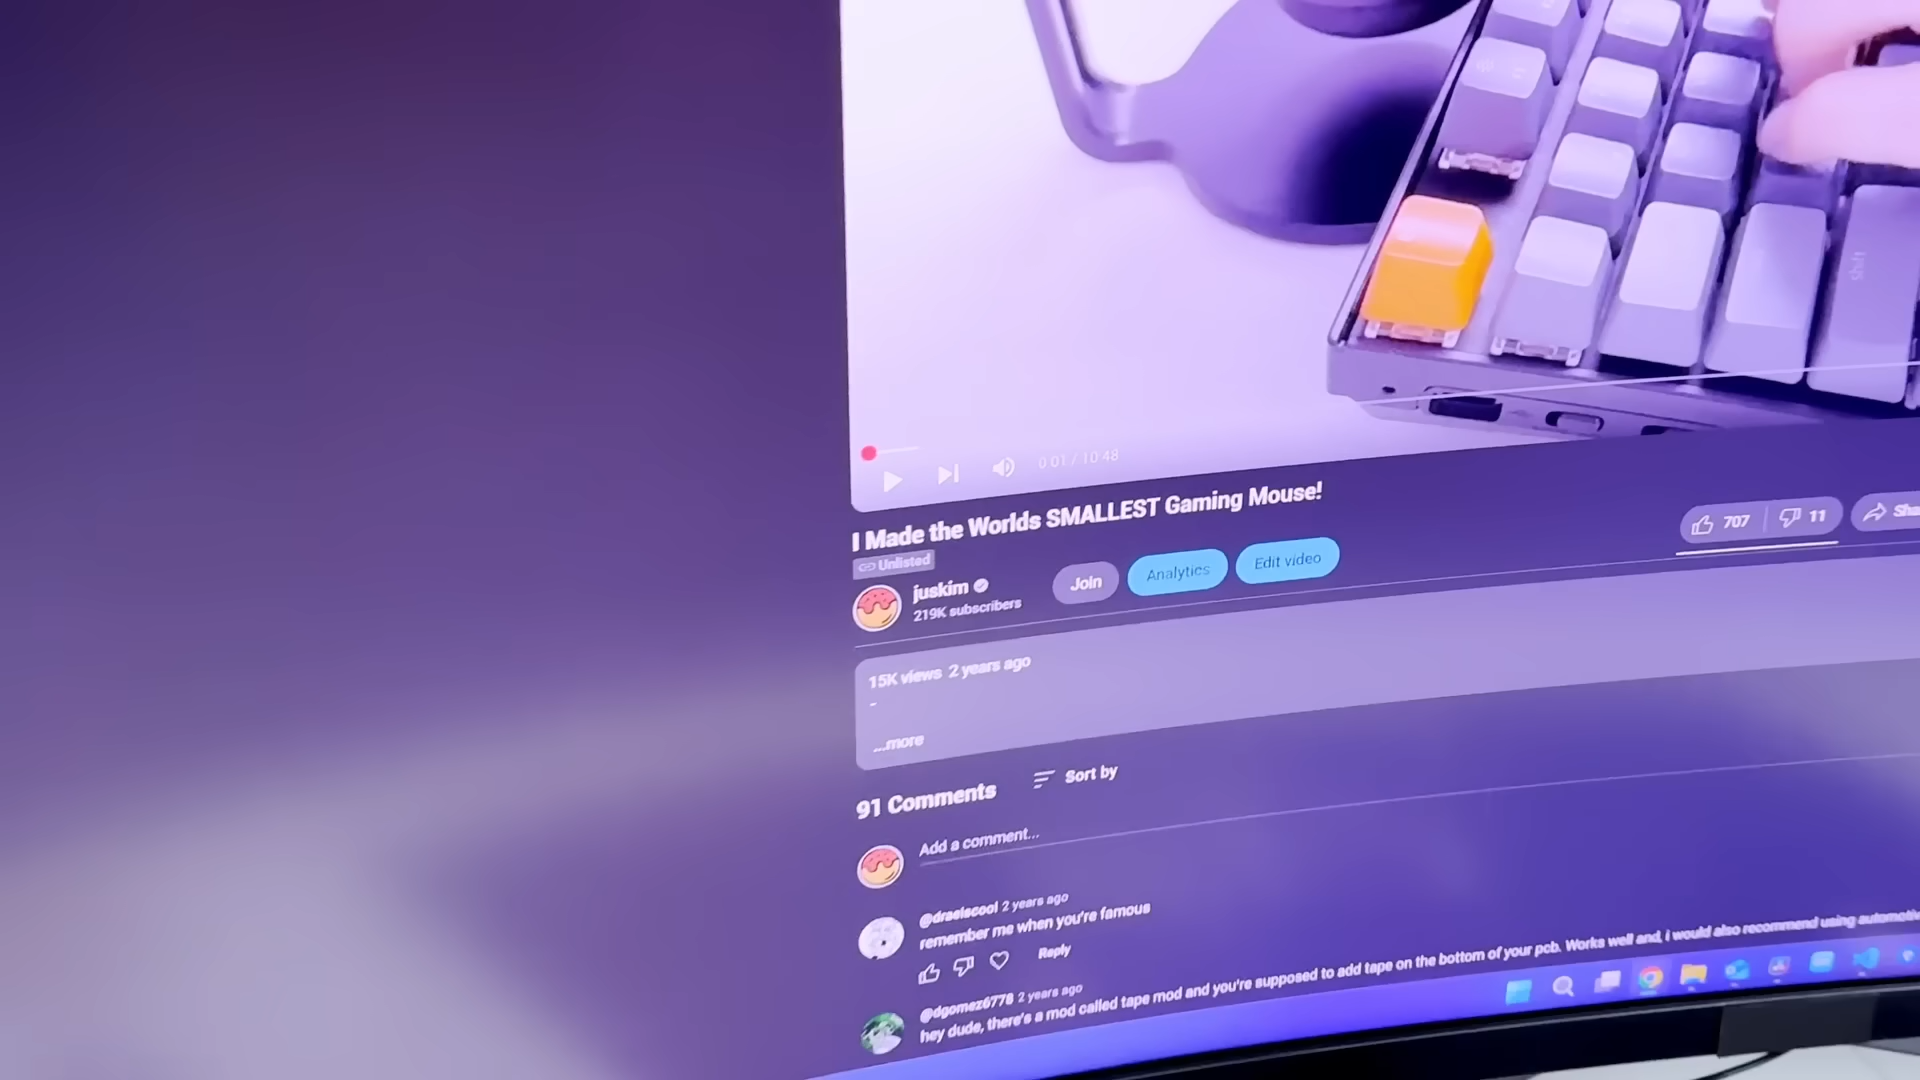 shift
0:01 / 10:48
I Made the Worlds SMALLEST Gaming Mouse!
Unlisted
juskim
219K subscribers
Join
Analytics
Edit video
707
11
15K views 2 years ago
-
...more
91 Comments
Sort by
Add a comment...
@draeiscool 2 years ago
remember me when you're famous
Reply
@dgomez6778 2 years ago
hey dude, there's a mod called tape mod and you're supposed to add tape on the bottom of your pcb. Works well and, i would also recommend using